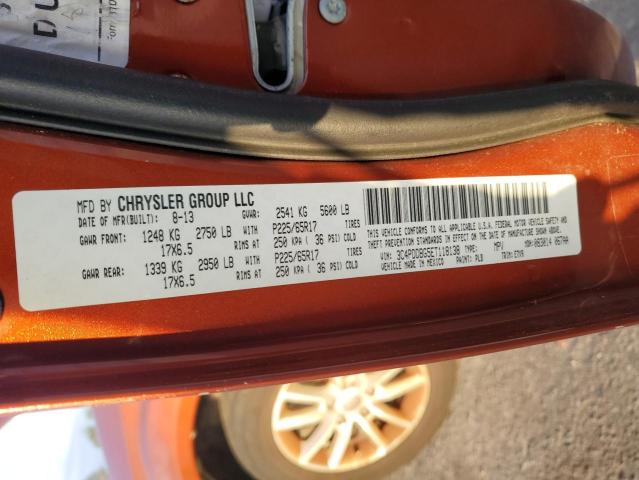 MFD BY CHRYSLER GROUP LLC
DATE OF MFR(BUILT): 8-13 GVWR: 2541 KG 5600 LB
GAWR FRONT: 1248 KG 2750 LB WITH P225/65R17 TIRES
17X6.5 RIMS AT 250 KPA ( 36 PSI) COLD
GAWR REAR: 1339 KG 2950 LB WITH P225/65R17 TIRES
17X6.5 RIMS AT 250 KPA ( 36 PSI) COLD
THIS VEHICLE CONFORMS TO ALL APPLICABLE U.S.A. FEDERAL MOTOR VEHICLE SAFETY AND
THEFT PREVENTION STANDARDS IN EFFECT ON THE DATE OF MANUFACTURE SHOWN ABOVE.
VIN: 3C4PDDBG5ET118138 TYPE: MPV MDH: 063014 067AA
VEHICLE MADE IN MEXICO PAINT: PLB TRIM: